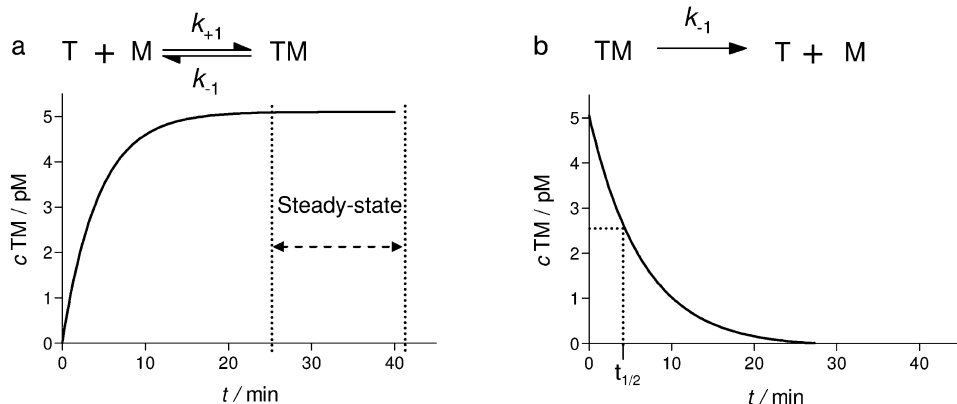 a
k+1
T + M ⇌ TM
k-1
5
4
3
2
1
0
c TM / pM
Steady-state
0 10 20 30 40
t / min
b
k-1
TM → T + M
5
4
3
2
1
0
c TM / pM
0 10 20 30 40
t1/2
t / min